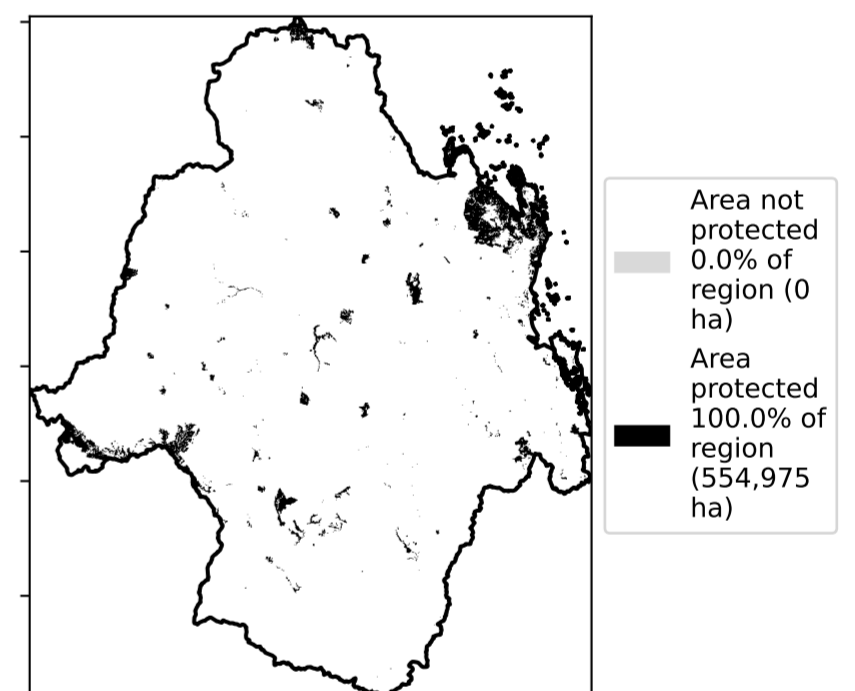 Area not
protected
0.0% of
region (0
ha)
Area
protected
100.0% of
region
(554,975
ha)